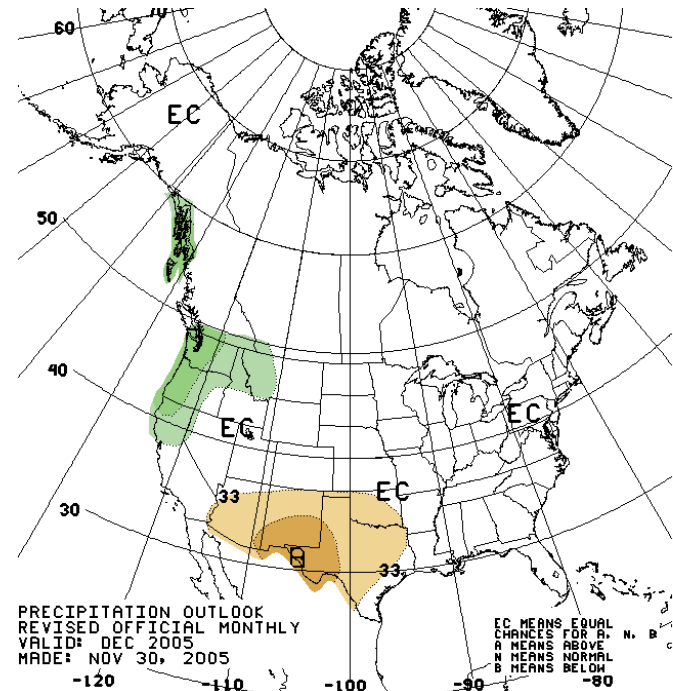 70
60
EC
50
40
EC
EC
EC
33
30
33
B
PRECIPITATION OUTLOOK
REVISED OFFICIAL MONTHLY
VALID: DEC 2005
MADE: NOV 30, 2005
EC MEANS EQUAL
CHANCES FOR A, N, B
A MEANS ABOVE
N MEANS NORMAL
B MEANS BELOW
-120
-110
-100
-90
-80